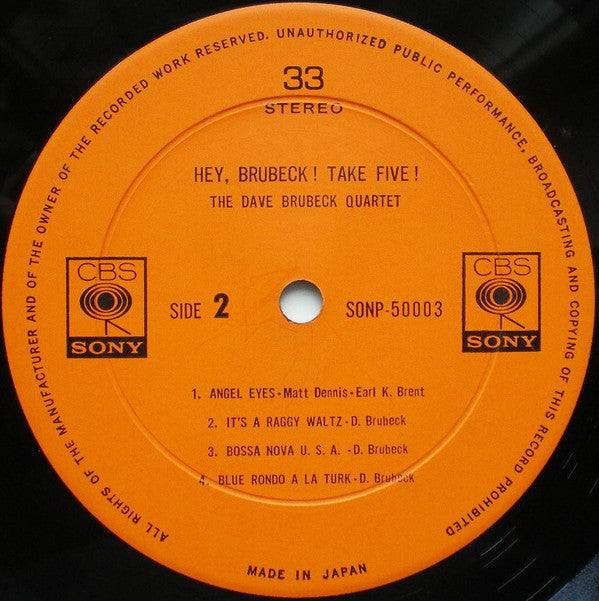 ALL RIGHTS OF THE MANUFACTURER AND OF THE OWNER OF THE RECORDED WORK RESERVED. UNAUTHORIZED PUBLIC PERFORMANCE, BROADCASTING AND COPYING OF THIS RECORD PROHIBITED
33
STEREO
HEY, BRUBECK! TAKE FIVE!
THE DAVE BRUBECK QUARTET
CBS
SONY
SIDE 2
SONP-50003
CBS
SONY
1. ANGEL EYES-Matt Dennis-Earl K. Brent
2. IT'S A RAGGY WALTZ-D. Brubeck
3. BOSSA NOVA U. S. A. -D. Brubeck
4. BLUE RONDO A LA TURK-D. Brubeck
MADE IN JAPAN